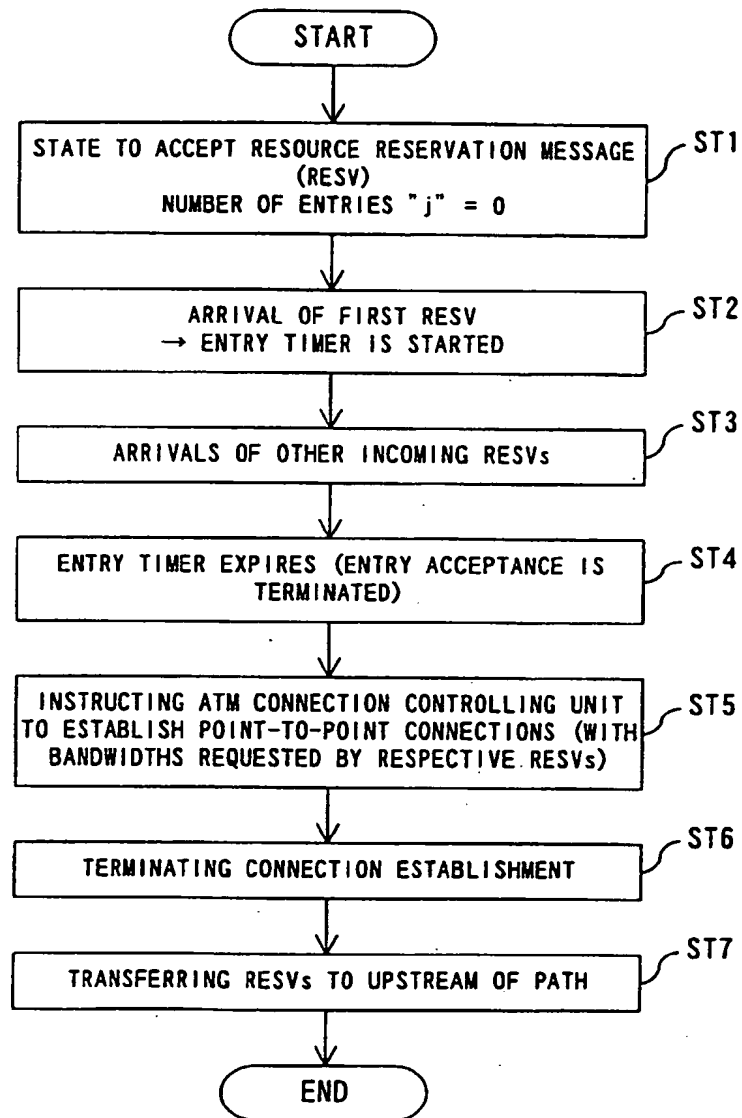 START
STATE TO ACCEPT RESOURCE RESERVATION MESSAGE
(RESV)
NUMBER OF ENTRIES "j" = 0
ST1
ARRIVAL OF FIRST RESV
→ ENTRY TIMER IS STARTED
ST2
ARRIVALS OF OTHER INCOMING RESVs
ST3
ENTRY TIMER EXPIRES (ENTRY ACCEPTANCE IS
TERMINATED)
ST4
INSTRUCTING ATM CONNECTION CONTROLLING UNIT
TO ESTABLISH POINT-TO-POINT CONNECTIONS (WITH
BANDWIDTHS REQUESTED BY RESPECTIVE RESVs)
ST5
TERMINATING CONNECTION ESTABLISHMENT
ST6
TRANSFERRING RESVs TO UPSTREAM OF PATH
ST7
END